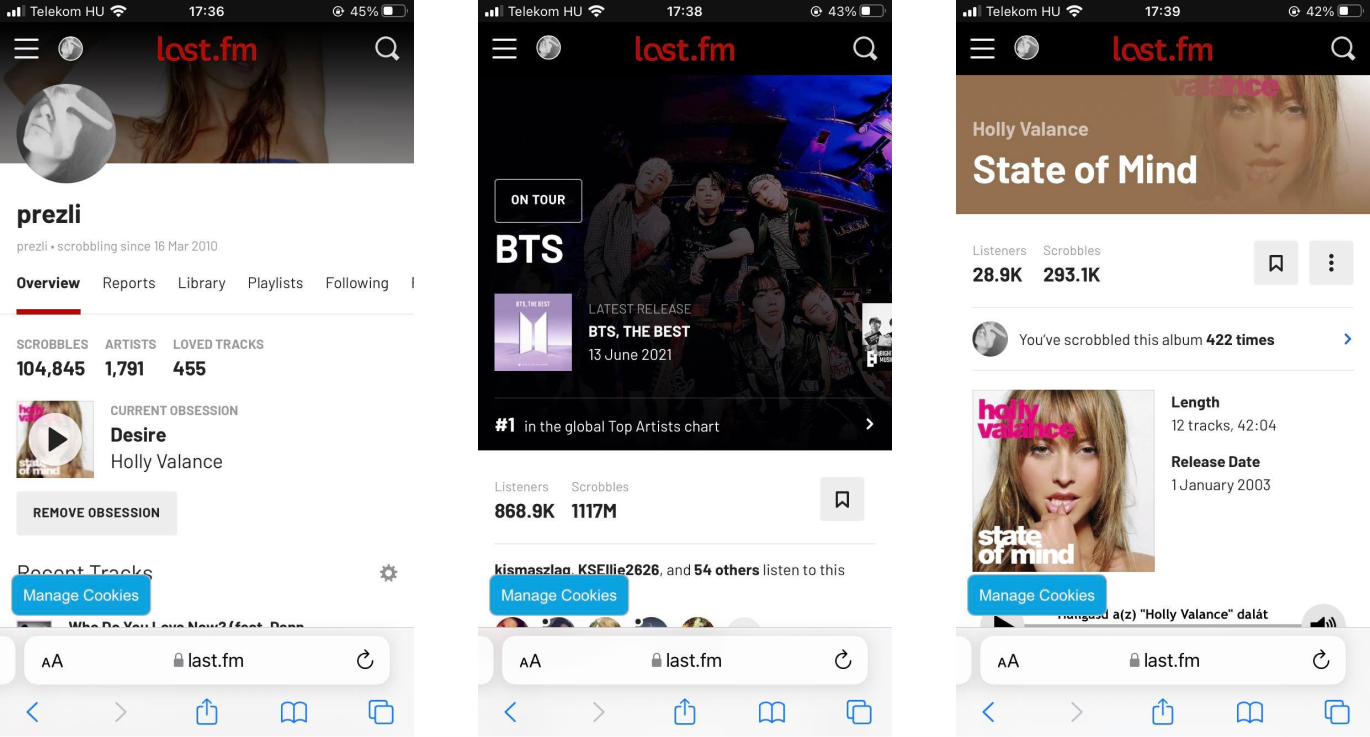 Telekom HU 17:36 45%
last.fm
prezli
prezli • scrobbling since 16 Mar 2010
Overview Reports Library Playlists Following
SCROBBLES ARTISTS LOVED TRACKS
104,845 1,791 455
holly
valance
state
of mind
CURRENT OBSESSION
Desire
Holly Valance
REMOVE OBSESSION
Recent Tracks
Manage Cookies
Who Do You Love Now? (feat. Dann
AA last.fm
Telekom HU 17:38 43%
last.fm
ON TOUR
BTS
BTS, THE BEST
LATEST RELEASE
BTS, THE BEST
13 June 2021
#1 in the global Top Artists chart
Listeners Scrobbles
868.9K 1117M
kismaszlag, KSEllie2626, and 54 others listen to this
Manage Cookies
AA last.fm
Telekom HU 17:39 42%
last.fm
valance
Holly Valance
State of Mind
Listeners Scrobbles
28.9K 293.1K
You've scrobbled this album 422 times
holly
valance
state
of mind
Length
12 tracks, 42:04
Release Date
1 January 2003
Manage Cookies
Hallgasd a(z) "Holly Valance" dalát
AA last.fm